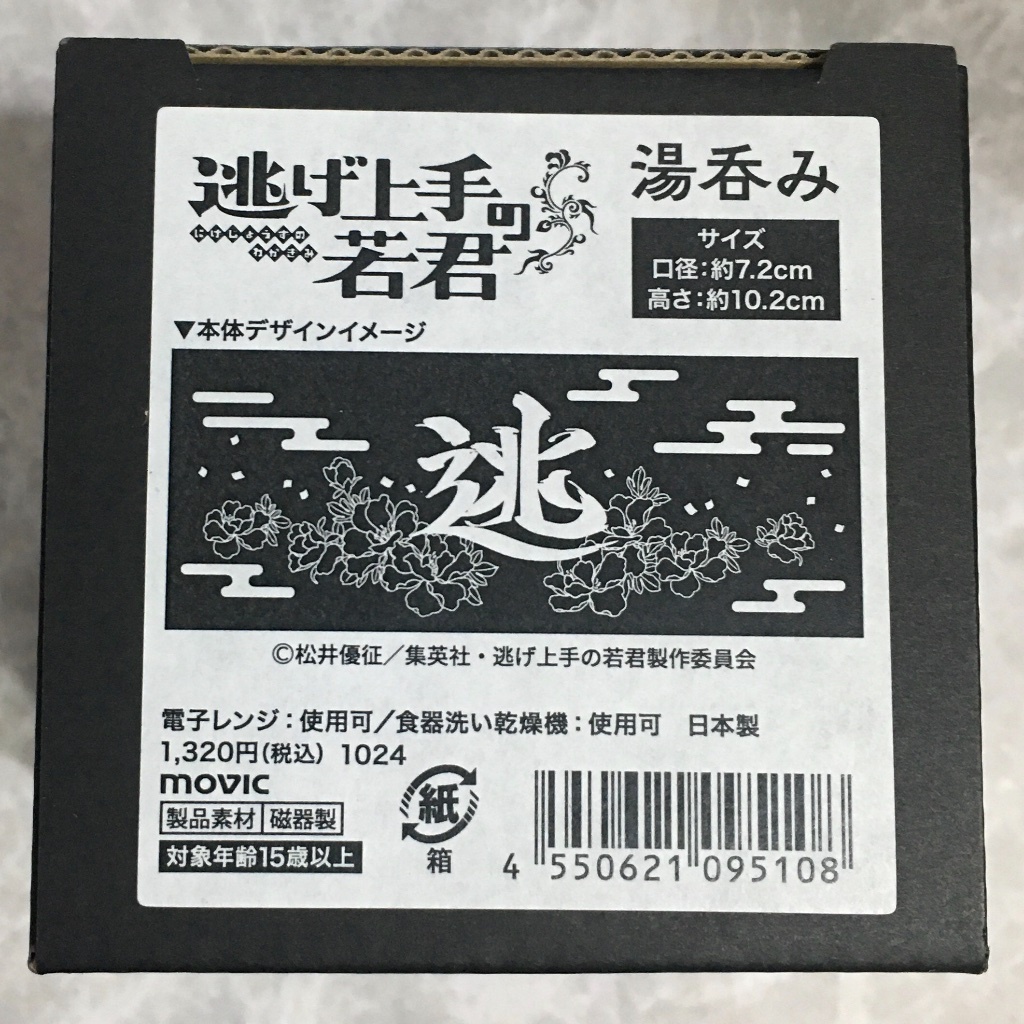 逃げ上手の
若君
にげじょうずの
わかぎみ
湯呑み
サイズ
口径:約7.2cm
高さ:約10.2cm
▼本体デザインイメージ
逃
©松井優征/集英社・逃げ上手の若君製作委員会
電子レンジ:使用可/食器洗い乾燥機:使用可 日本製
1,320円(税込) 1024
movic
製品素材 磁器製
対象年齢15歳以上
紙
箱
4 550621 095108